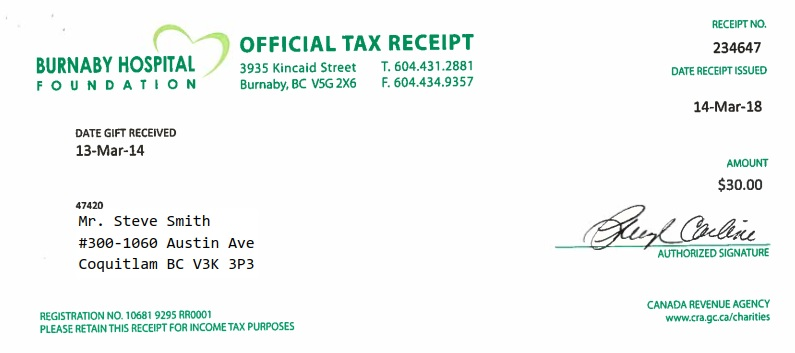 BURNABY HOSPITAL
FOUNDATION
OFFICIAL TAX RECEIPT
3935 Kincaid Street T. 604.431.2881
Burnaby, BC V5G 2X6 F. 604.434.9357
RECEIPT NO.
234647
DATE RECEIPT ISSUED
14-Mar-18
DATE GIFT RECEIVED
13-Mar-14
AMOUNT
$30.00
47420
Mr. Steve Smith
#300-1060 Austin Ave
Coquitlam BC V3K 3P3
AUTHORIZED SIGNATURE
REGISTRATION NO. 10681 9295 RR0001
PLEASE RETAIN THIS RECEIPT FOR INCOME TAX PURPOSES
CANADA REVENUE AGENCY
www.cra.gc.ca/charities